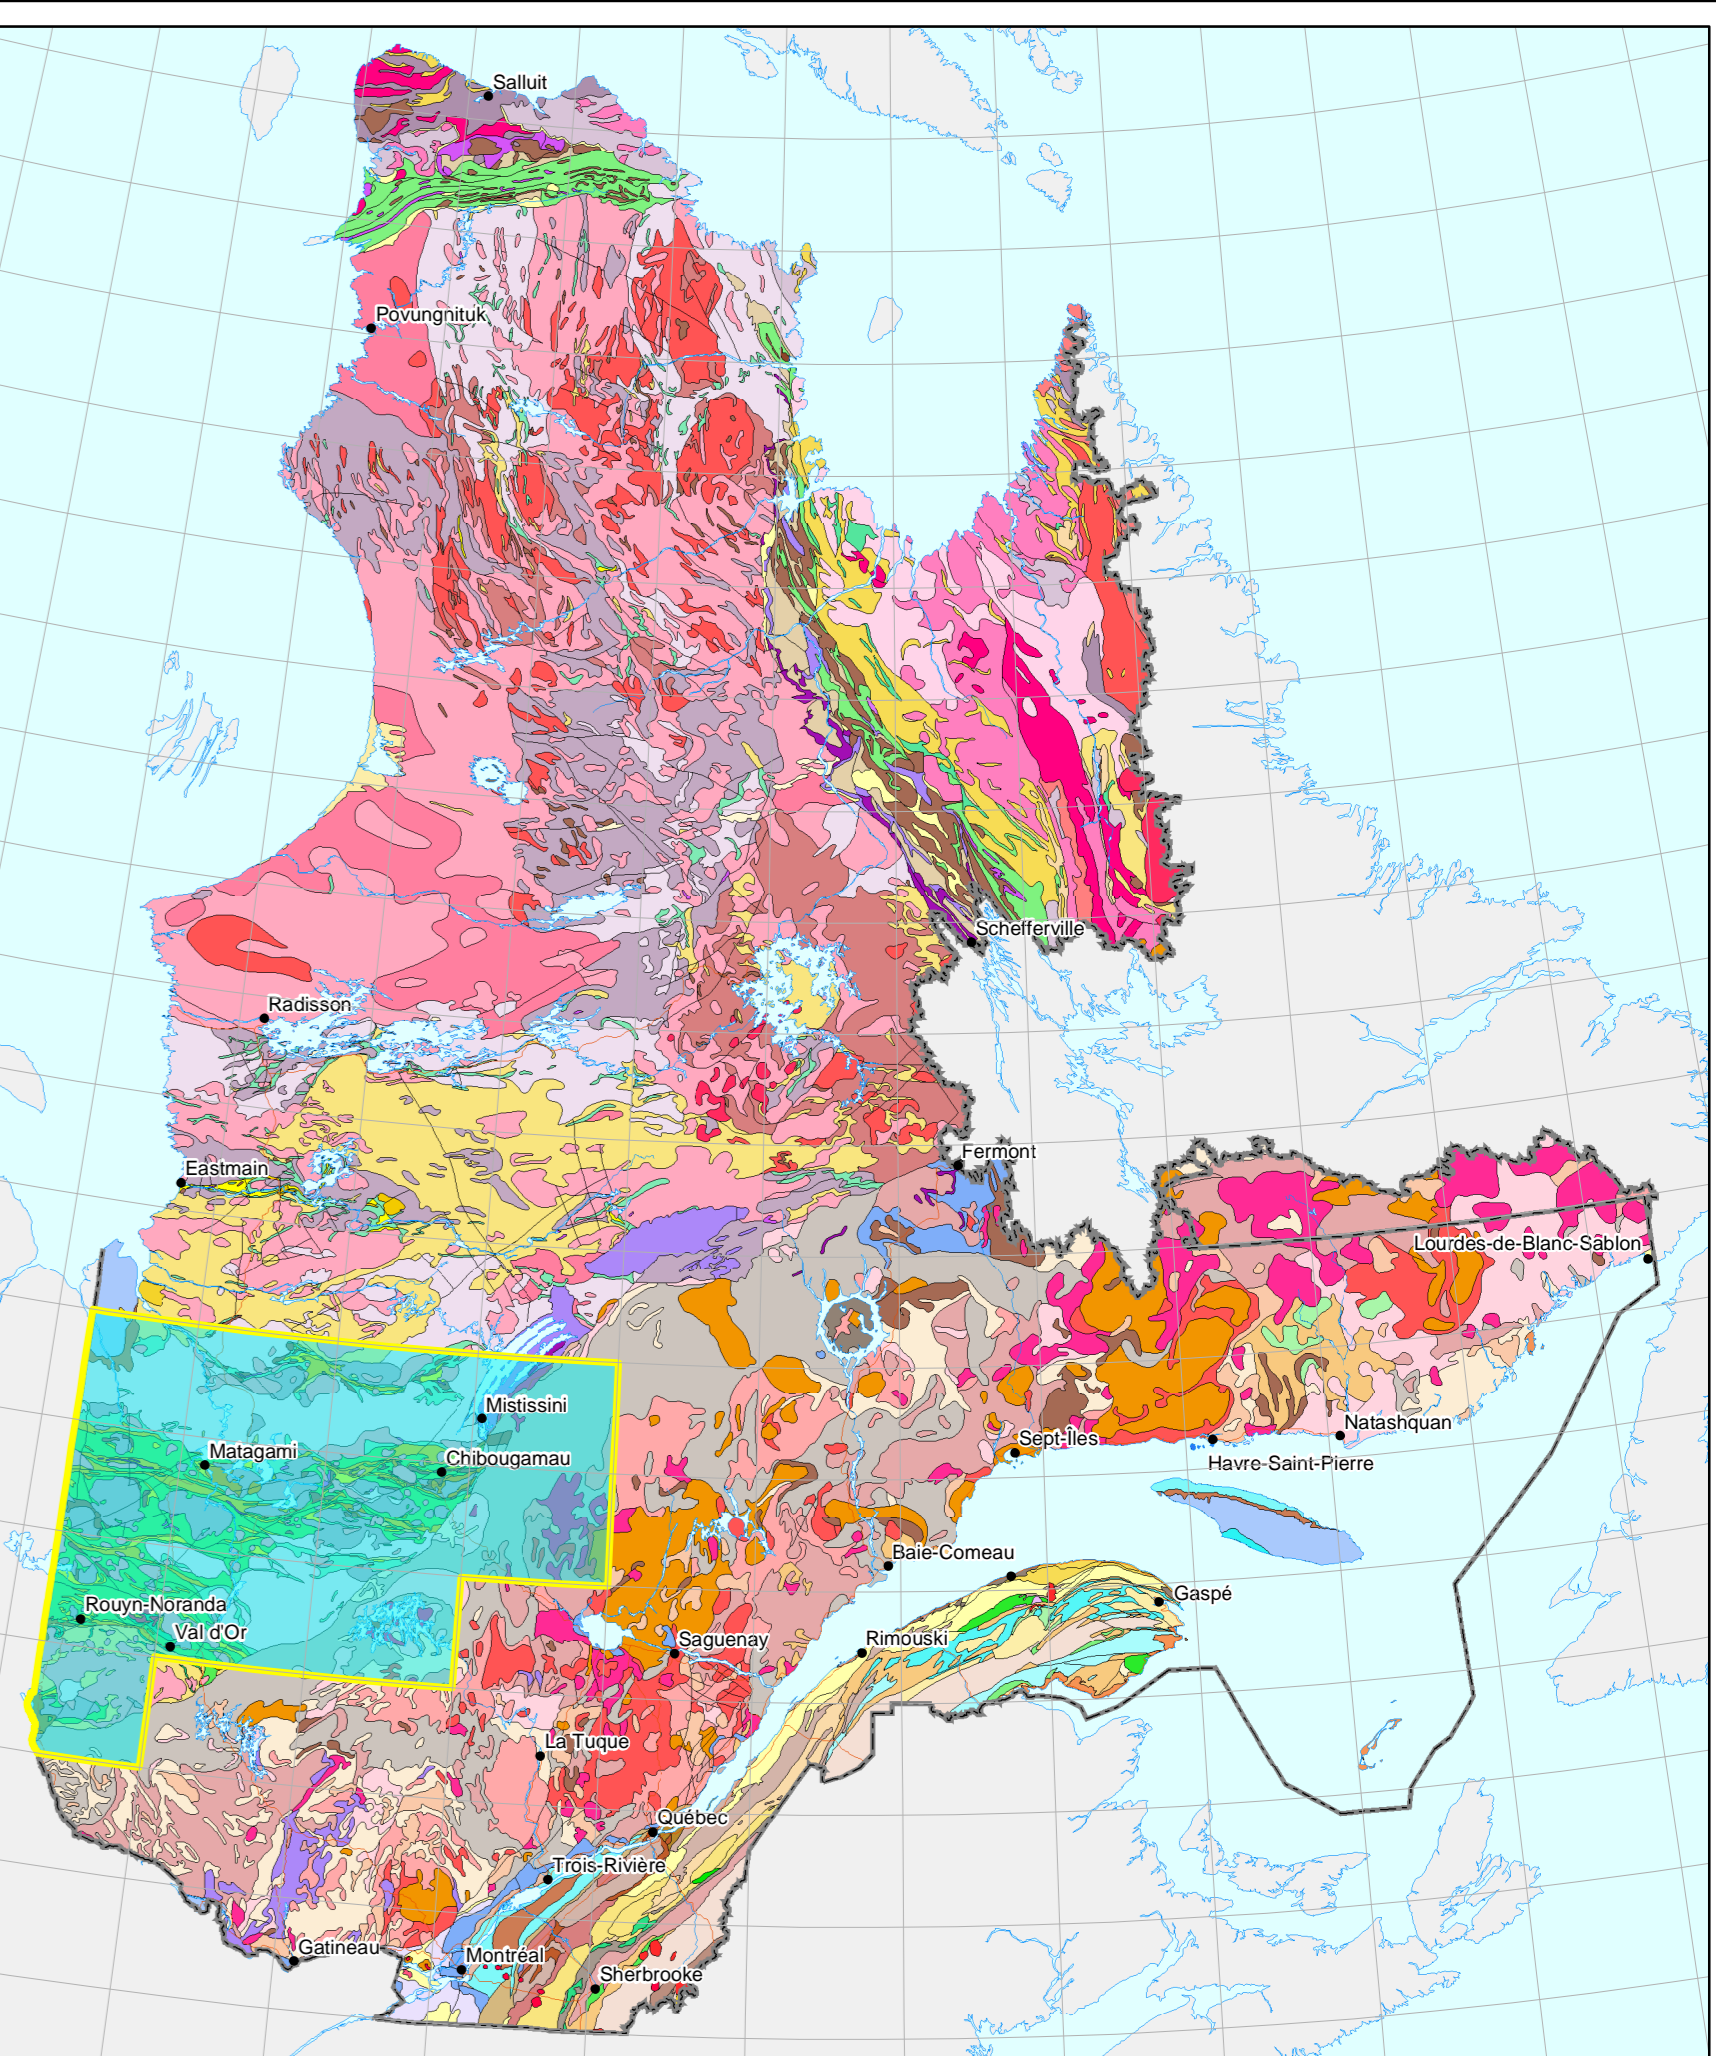 Salluit
Povungnituk
Schefferville
Radisson
Fermont
Eastmain
Lourdes-de-Blanc-Sablon
Mistissini
Natashquan
Sept-Îles
Matagami
Chibougamau
Havre-Saint-Pierre
Baie-Comeau
Gaspé
Rouyn-Noranda
Val d'Or
Saguenay
Rimouski
La Tuque
Québec
Trois-Rivière
Gatineau
Montréal
Sherbrooke